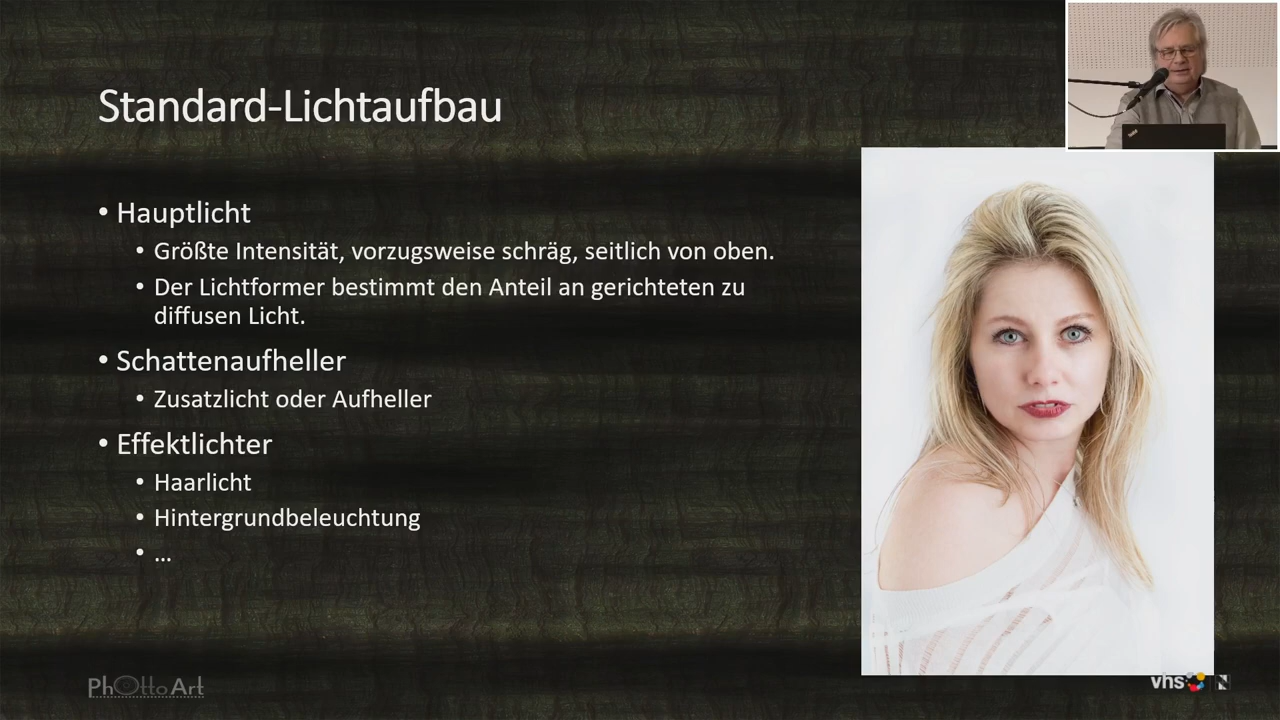 Standard-Lichtaufbau
• Hauptlicht
• Größte Intensität, vorzugsweise schräg, seitlich von oben.
• Der Lichtformer bestimmt den Anteil an gerichteten zu
diffusen Licht.
• Schattenaufheller
• Zusatzlicht oder Aufheller
• Effektlichter
• Haarlicht
• Hintergrundbeleuchtung
• ...
PhOttoArt
vhs N